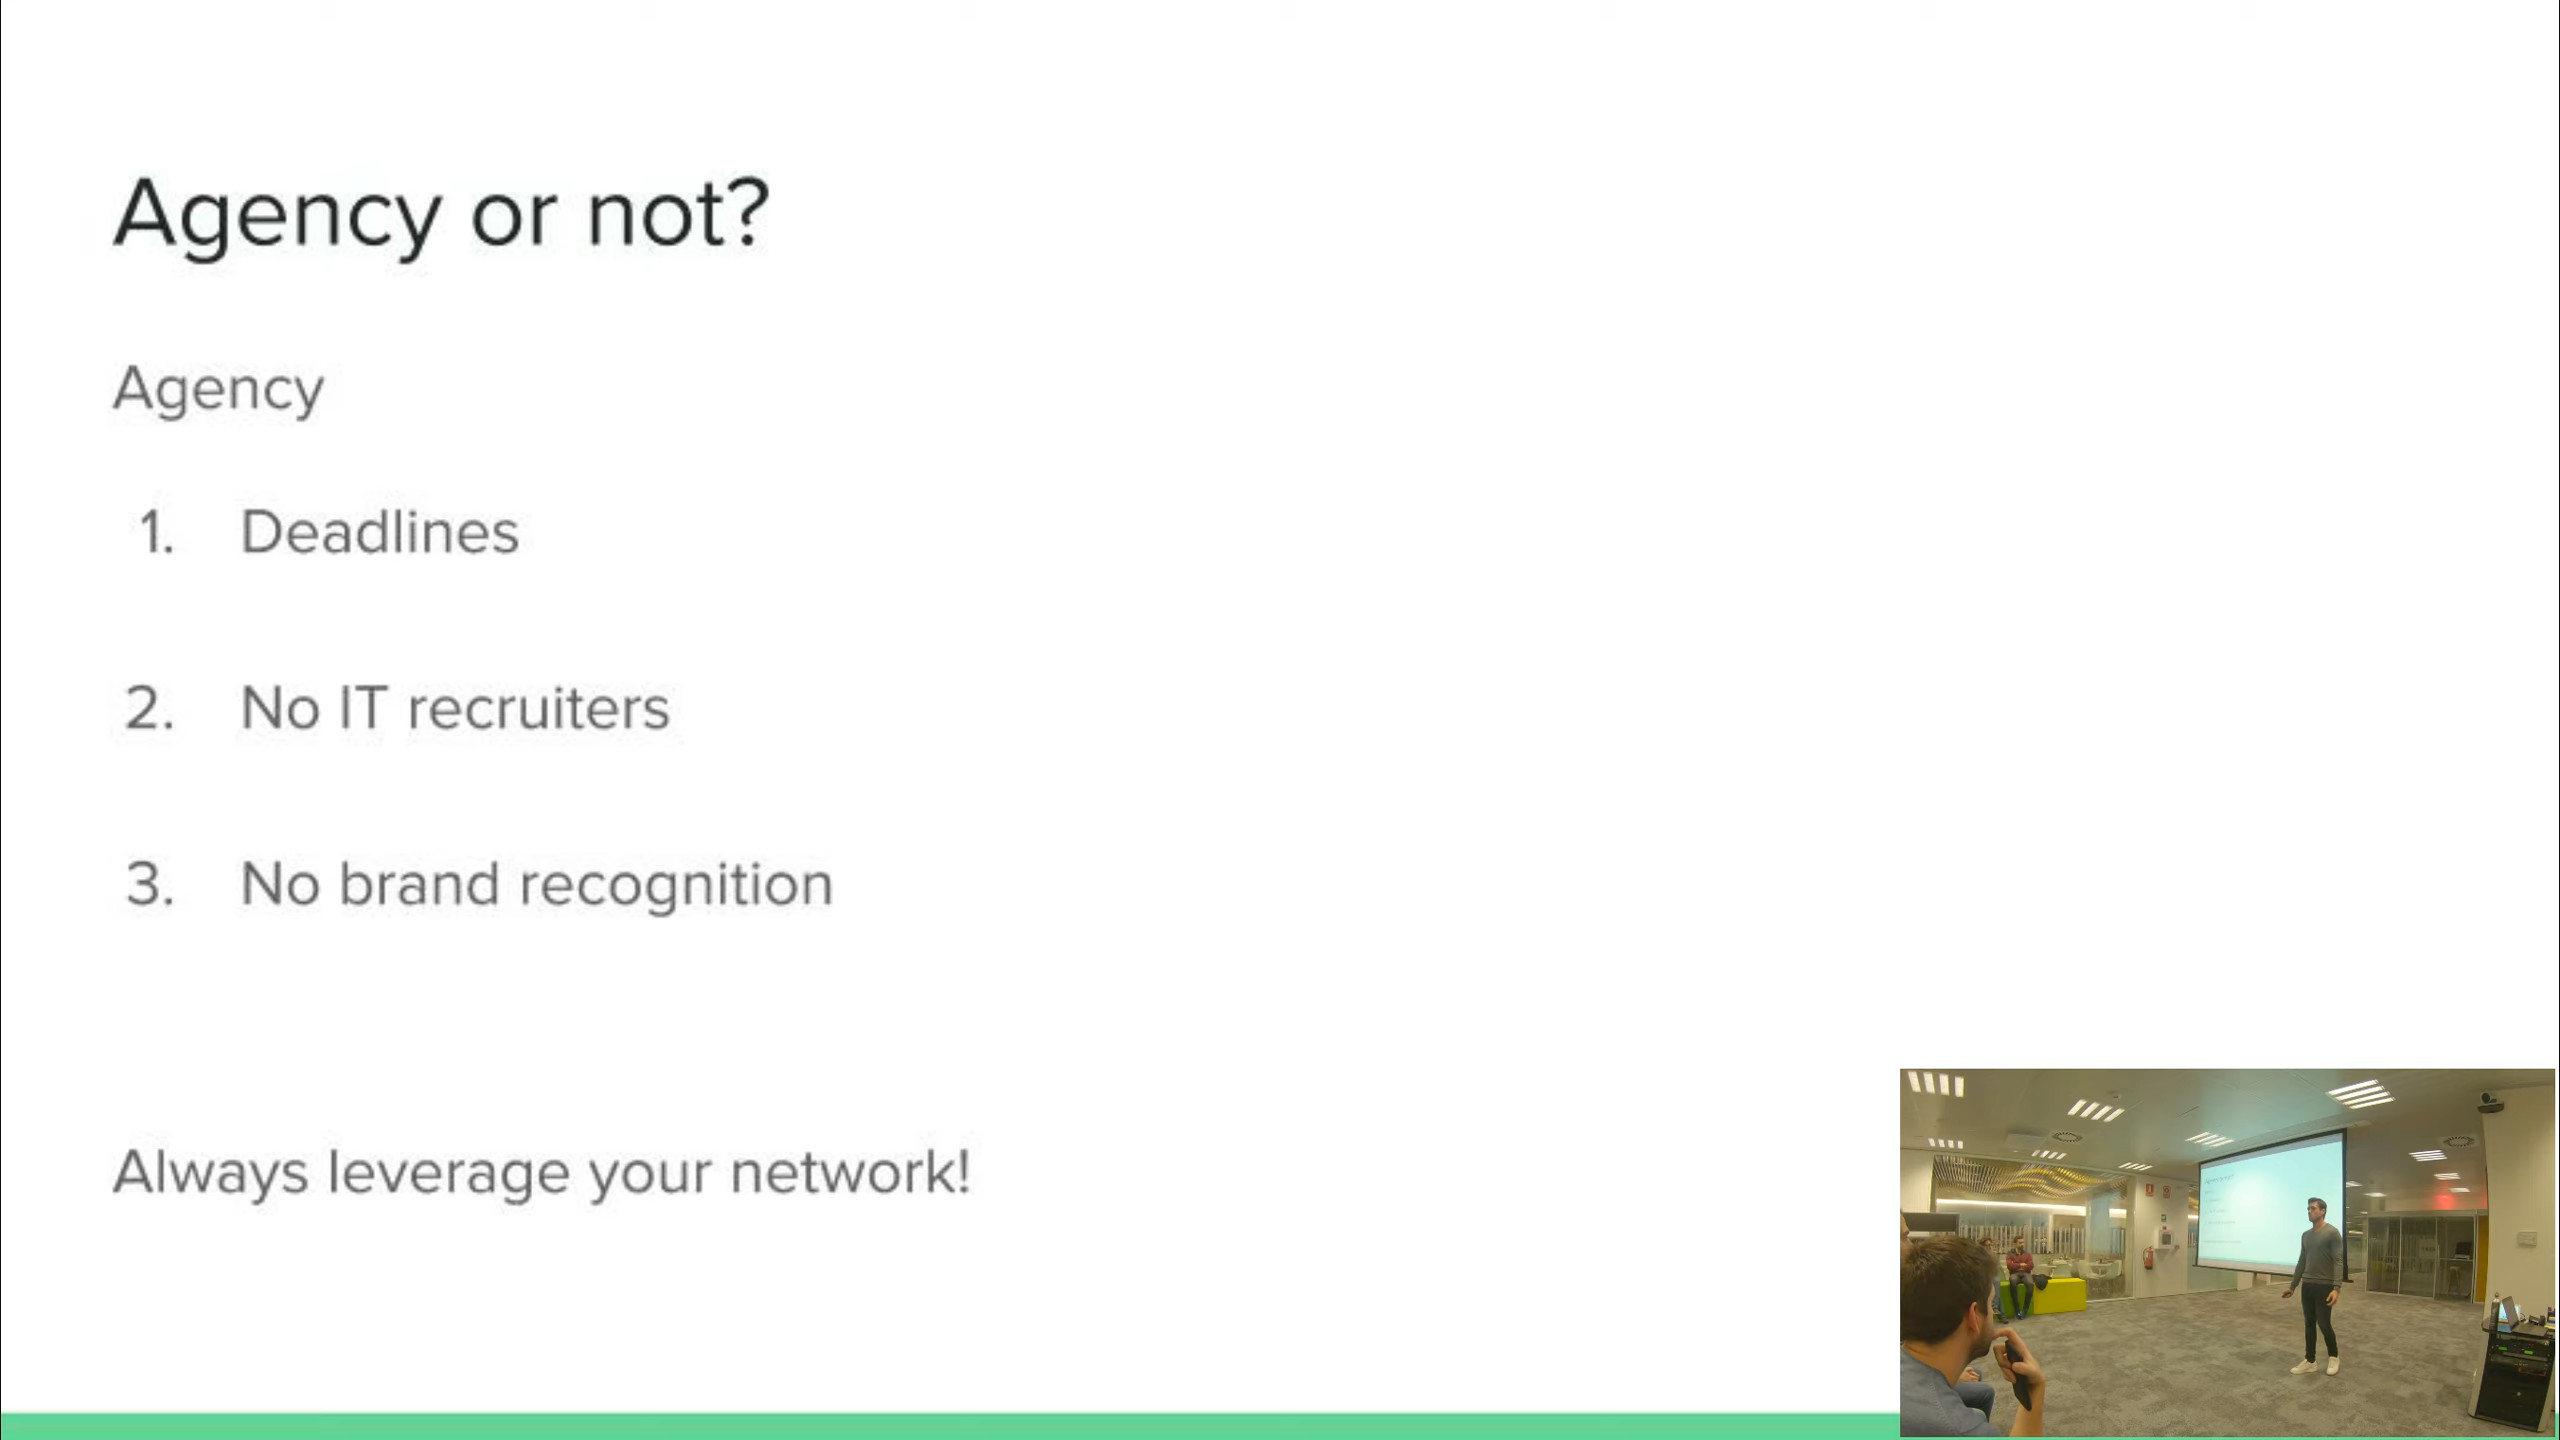 Agency or not?
Agency
1. Deadlines
2. No IT recruiters
3. No brand recognition
Always leverage your network!